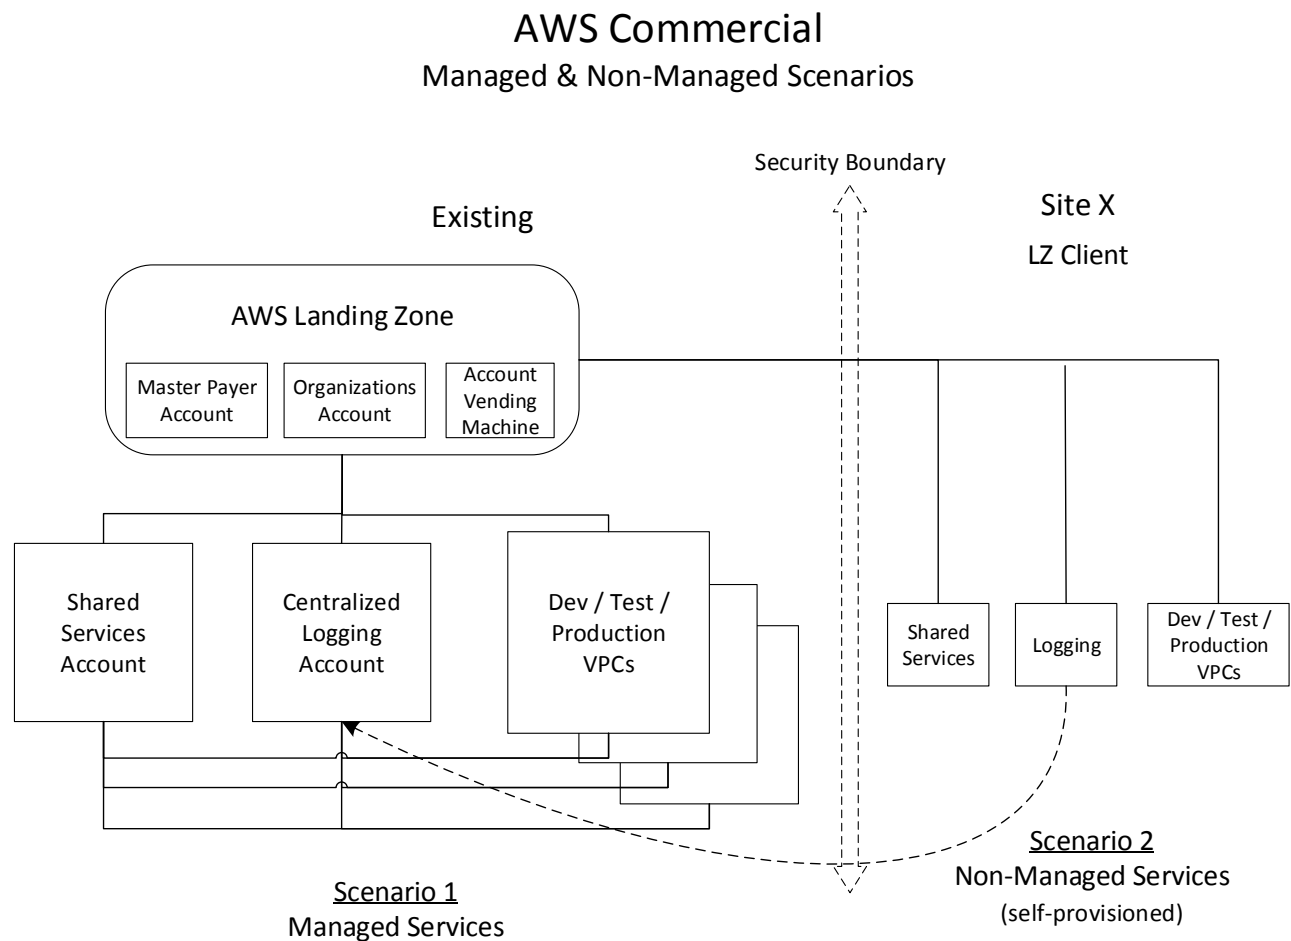 AWS Commercial
Managed & Non-Managed Scenarios
Security Boundary
Existing
Site X
LZ Client
AWS Landing Zone
Master Payer
Account
Organizations
Account
Account
Vending
Machine
Shared
Services
Account
Centralized
Logging
Account
Dev / Test /
Production
VPCs
Shared
Services
Logging
Dev / Test /
Production
VPCs
Scenario 1
Managed Services
Scenario 2
Non-Managed Services
(self-provisioned)